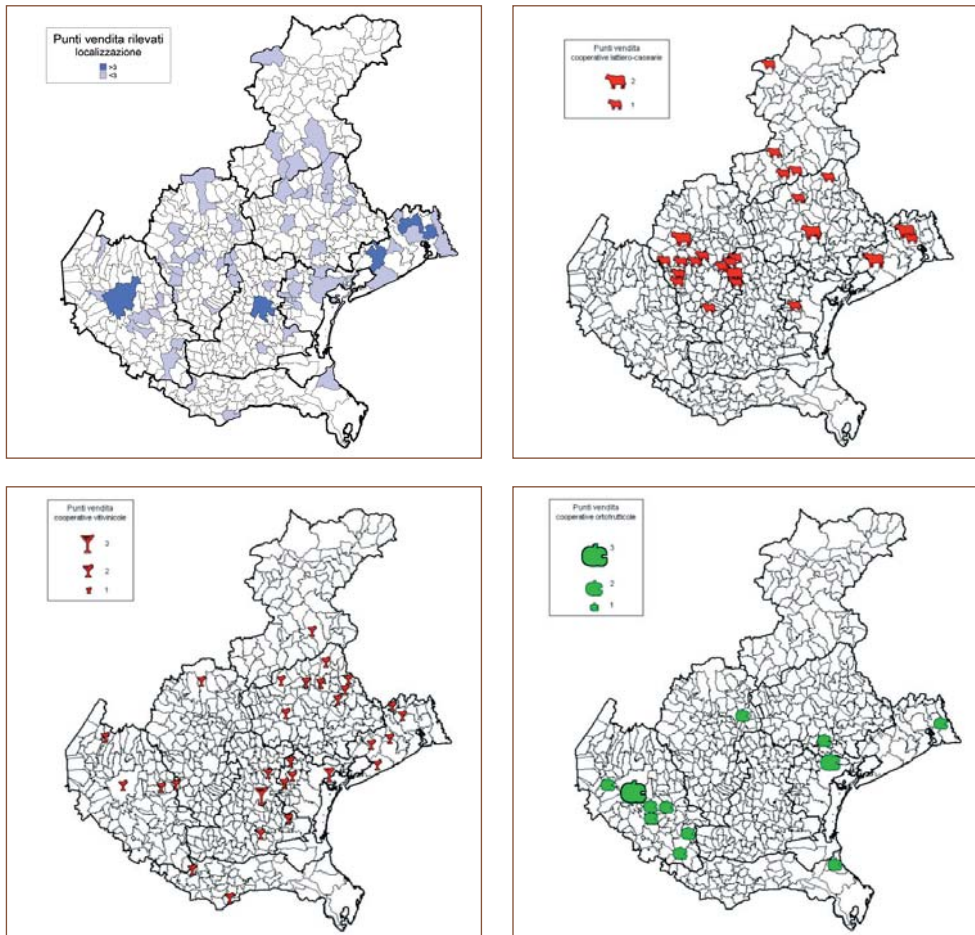 Punti vendita rilevati
localizzazione
>3
<3
Punti vendita
cooperative lattiero-casearie
2
1
Punti vendita
cooperative vitivinicole
3
2
1
Punti vendita
cooperative ortofrutticole
3
2
1